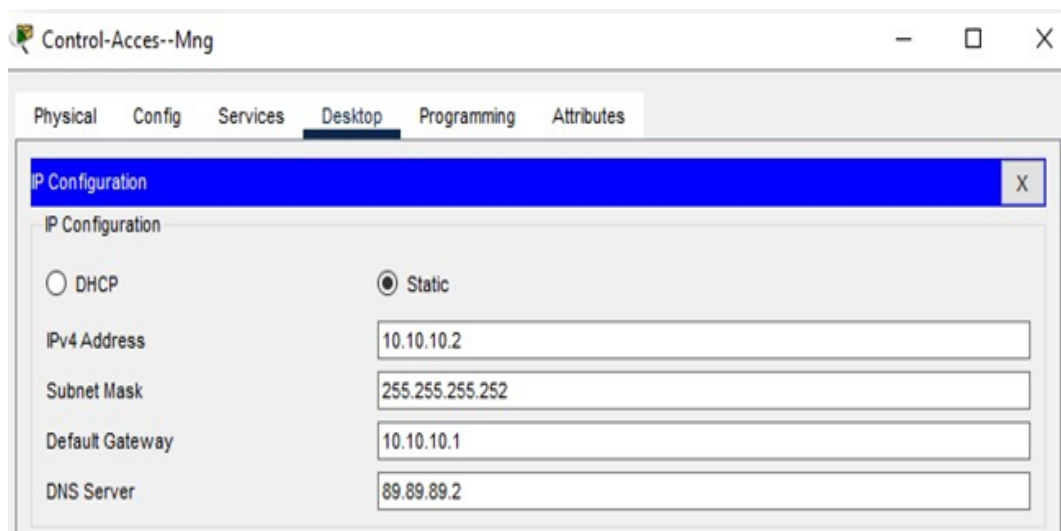 Control-Acces--Mng
Physical Config Services Desktop Programming Attributes
IP Configuration X
IP Configuration
DHCP Static
IPv4 Address 10.10.10.2
Subnet Mask 255.255.255.252
Default Gateway 10.10.10.1
DNS Server 89.89.89.2